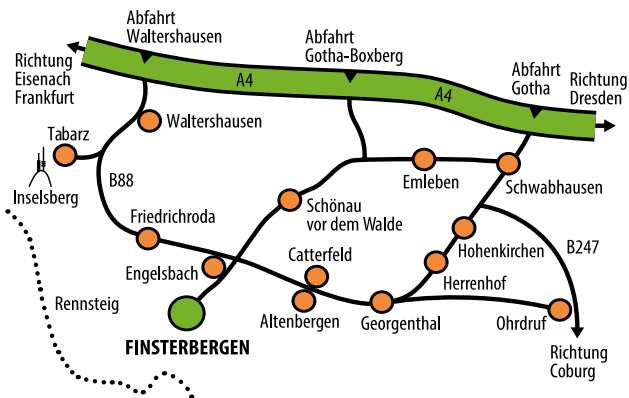 Abfahrt
Waltershausen
Abfahrt
Gotha-Boxberg
Abfahrt
Gotha
Richtung
Eisenach
Frankfurt
A4
A4
Richtung
Dresden
Tabarz
Waltershausen
Inselsberg
B88
Emleben
Schwabhausen
Friedrichroda
Schönau
vor dem Walde
Hohenkirchen
B247
Engelsbach
Catterfeld
Herrenhof
Rennsteig
Altenbergen
Georgenthal
Ohrdruf
FINSTERBERGEN
Richtung
Coburg